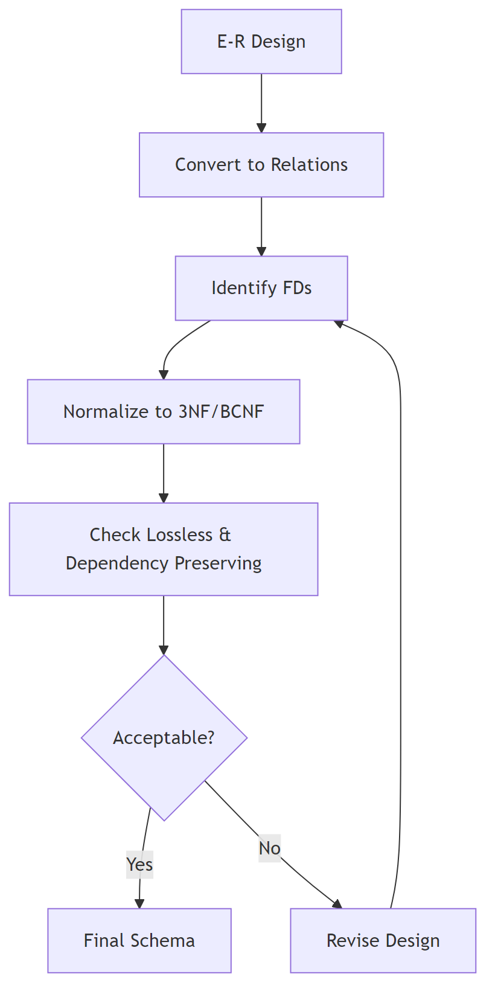 E-R Design
Convert to Relations
Identify FDs
Normalize to 3NF/BCNF
Check Lossless &
Dependency Preserving
Acceptable?
No
Yes
Final Schema
Revise Design